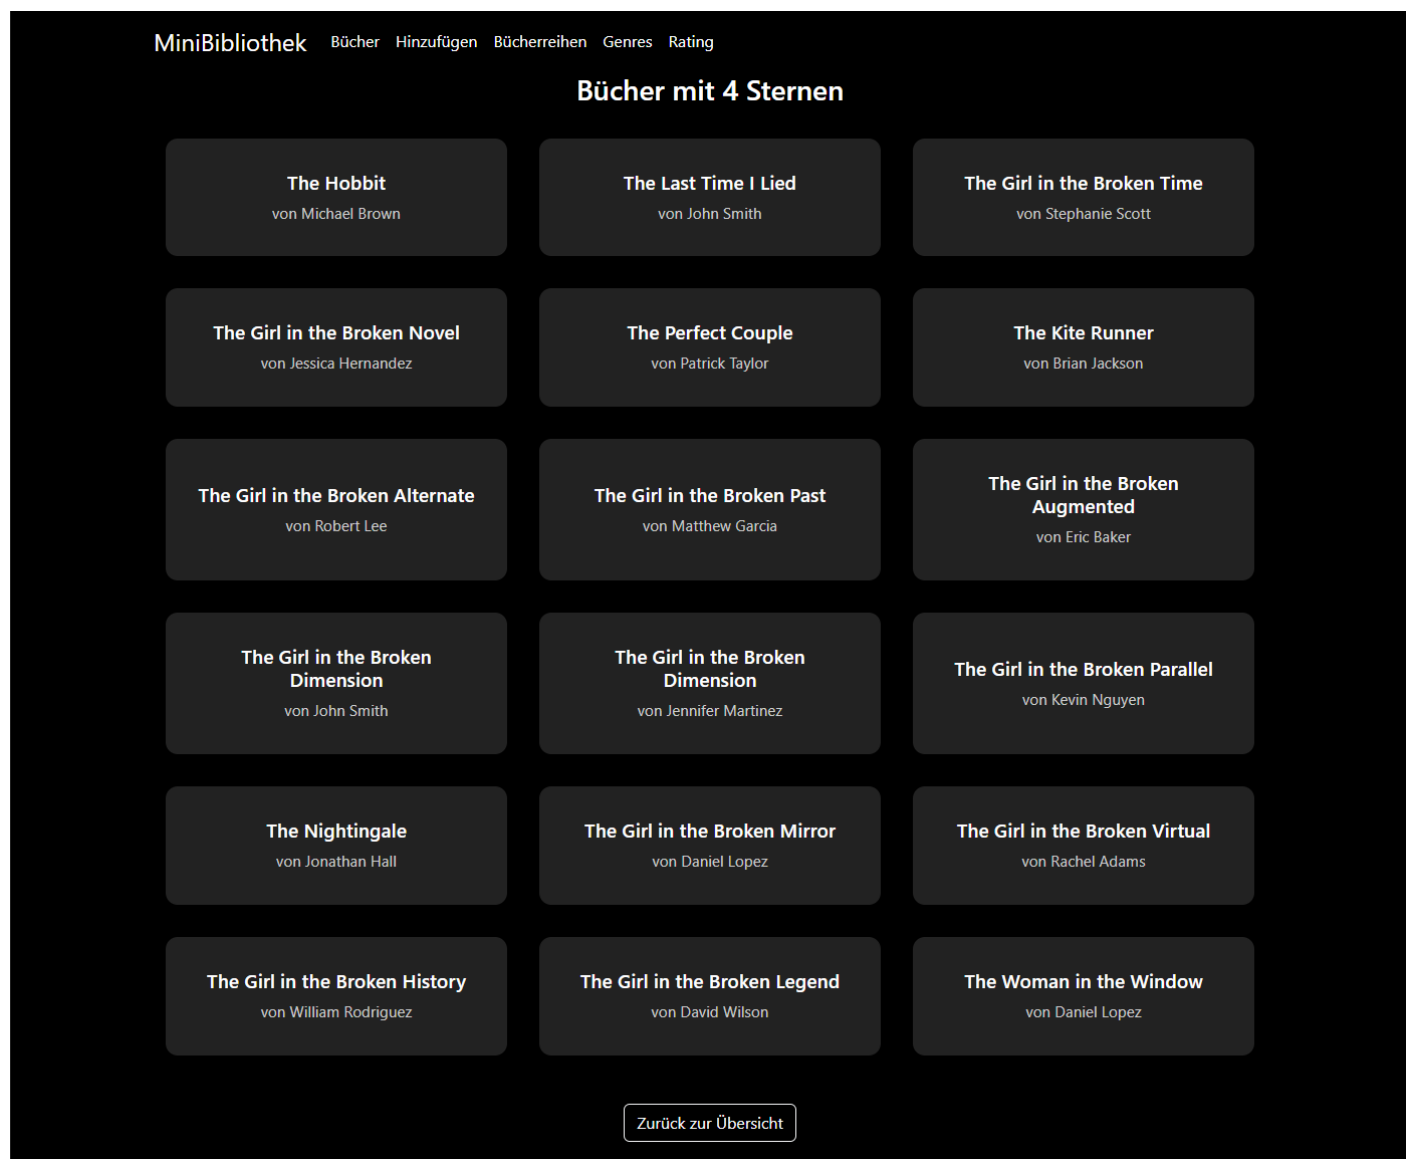 MiniBibliothek Bücher Hinzufügen Bücherreihen Genres Rating
Bücher mit 4 Sternen
The Hobbit
von Michael Brown
The Last Time I Lied
von John Smith
The Girl in the Broken Time
von Stephanie Scott
The Girl in the Broken Novel
von Jessica Hernandez
The Perfect Couple
von Patrick Taylor
The Kite Runner
von Brian Jackson
The Girl in the Broken Alternate
von Robert Lee
The Girl in the Broken Past
von Matthew Garcia
The Girl in the Broken
Augmented
von Eric Baker
The Girl in the Broken
Dimension
von John Smith
The Girl in the Broken
Dimension
von Jennifer Martinez
The Girl in the Broken Parallel
von Kevin Nguyen
The Nightingale
von Jonathan Hall
The Girl in the Broken Mirror
von Daniel Lopez
The Girl in the Broken Virtual
von Rachel Adams
The Girl in the Broken History
von William Rodriguez
The Girl in the Broken Legend
von David Wilson
The Woman in the Window
von Daniel Lopez
Zurück zur Übersicht